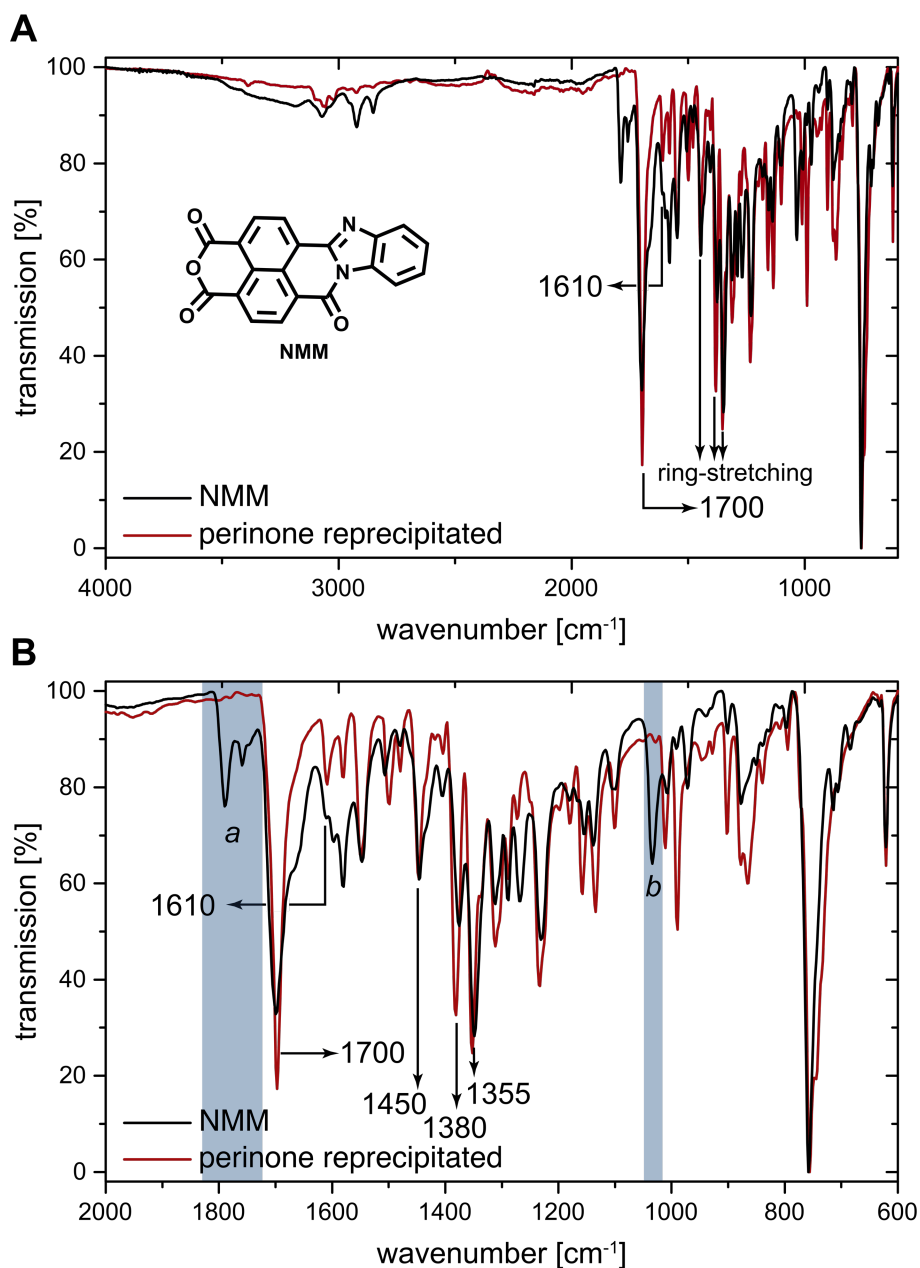 A
transmission [%]
100
80
60
40
20
0
O
O
O
N
N
O
NMM
1610
ring-stretching
1700
NMM
perinone reprecipitated
4000 3000 2000 1000
wavenumber [cm-1]
B
transmission [%]
100
80
60
40
20
0
a
b
1610
1700
1450
1380
1355
NMM
perinone reprecipitated
2000 1800 1600 1400 1200 1000 800 600
wavenumber [cm-1]